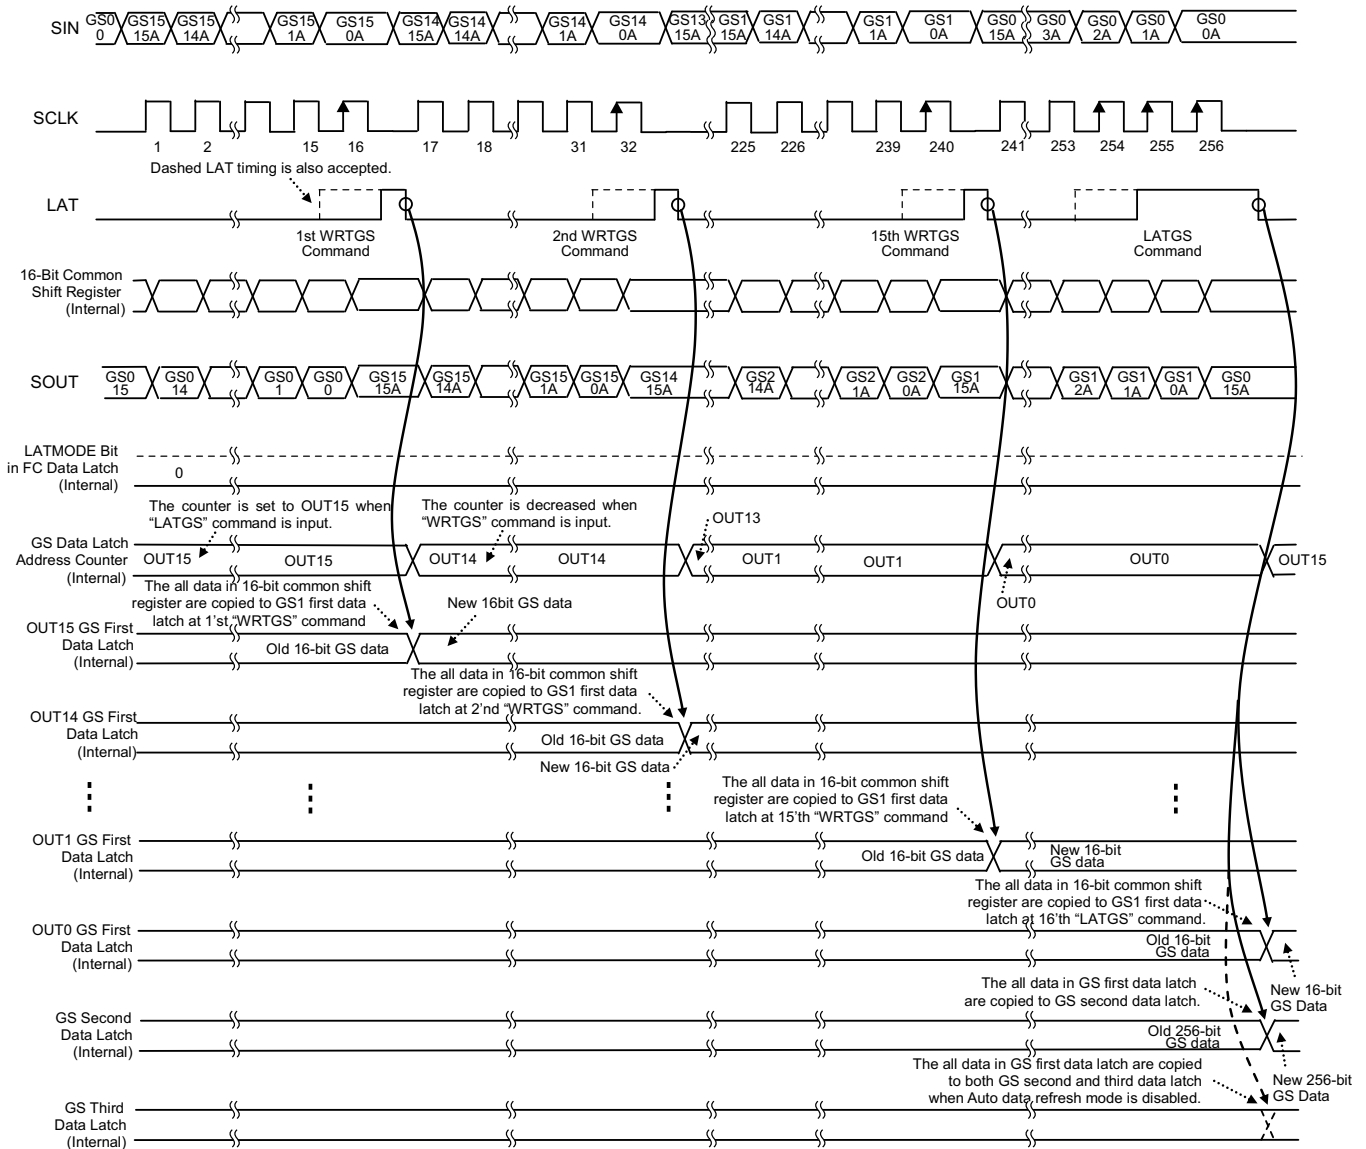 SIN
GS0 0
GS15 15A
GS15 14A
GS15 1A
GS15 0A
GS14 15A
GS14 14A
GS14 1A
GS14 0A
GS13 15A
GS1 15A
GS1 14A
GS1 1A
GS1 0A
GS0 15A
GS0 3A
GS0 2A
GS0 1A
GS0 0A
SCLK
1 2 15 16 17 18 31 32 225 226 239 240 241 253 254 255 256
Dashed LAT timing is also accepted.
LAT
1st WRTGS
Command
2nd WRTGS
Command
15th WRTGS
Command
LATGS
Command
16-Bit Common
Shift Register
(Internal)
SOUT
GS0 15
GS0 14
GS0 1
GS0 0
GS15 15A
GS15 14A
GS15 1A
GS15 0A
GS14 15A
GS2 14A
GS2 1A
GS2 0A
GS1 15A
GS1 2A
GS1 1A
GS1 0A
GS0 15A
LATMODE Bit
in FC Data Latch
(Internal)
0
The counter is set to OUT15 when
“LATGS” command is input.
The counter is decreased when
“WRTGS” command is input.
OUT13
GS Data Latch
Address Counter
(Internal)
OUT15 OUT15 OUT14 OUT14 OUT1 OUT1 OUT0 OUT15
OUT0
The all data in 16-bit common shift
register are copied to GS1 first data
latch at 1’st “WRTGS” command
New 16bit GS data
OUT15 GS First
Data Latch
(Internal)
Old 16-bit GS data
The all data in 16-bit common shift
register are copied to GS1 first data
latch at 2’nd “WRTGS” command.
OUT14 GS First
Data Latch
(Internal)
Old 16-bit GS data
New 16-bit GS data
The all data in 16-bit common shift
register are copied to GS1 first data
latch at 15’th “WRTGS” command
OUT1 GS First
Data Latch
(Internal)
Old 16-bit GS data
New 16-bit
GS data
The all data in 16-bit common shift
register are copied to GS1 first data
latch at 16’th “LATGS” command.
OUT0 GS First
Data Latch
(Internal)
Old 16-bit
GS data
New 16-bit
GS Data
The all data in GS first data latch
are copied to GS second data latch.
GS Second
Data Latch
(Internal)
Old 256-bit
GS data
New 256-bit
GS Data
The all data in GS first data latch are copied
to both GS second and third data latch
when Auto data refresh mode is disabled.
GS Third
Data Latch
(Internal)